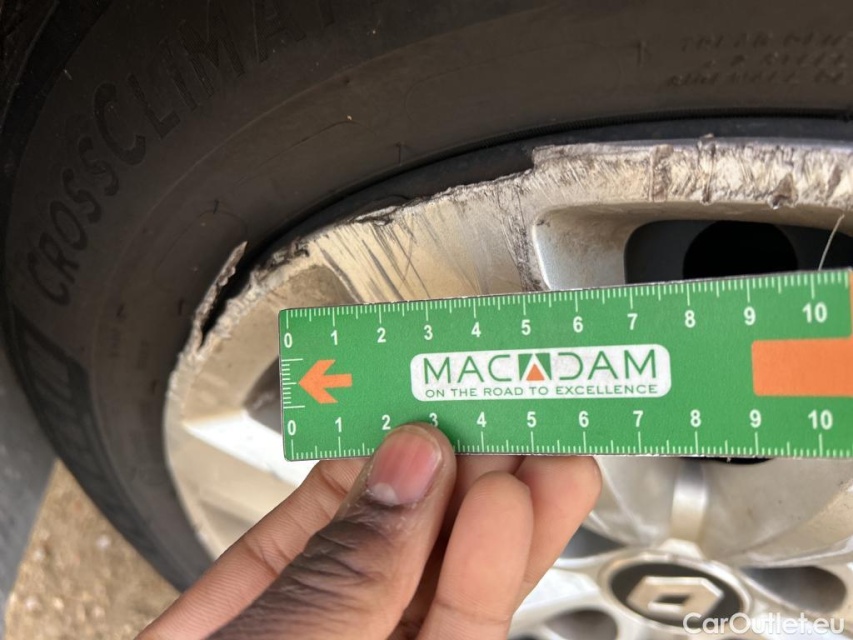 CROSSCLIMA
0 1 2 3 4 5 6 7 8 9 10
MACADAM
ON THE ROAD TO EXCELLENCE
0 1 2 3 4 5 6 7 8 9 10
CarOutlet.eu